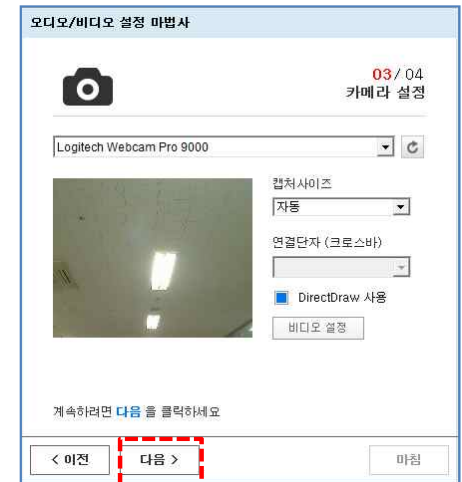 오디오/비디오 설정 마법사
03/ 04
카메라 설정
Logitech Webcam Pro 9000
캡처사이즈
자동
연결단자 (크로스바)
DirectDraw 사용
비디오 설정
계속하려면 다음 을 클릭하세요
< 이전
다음 >
마침